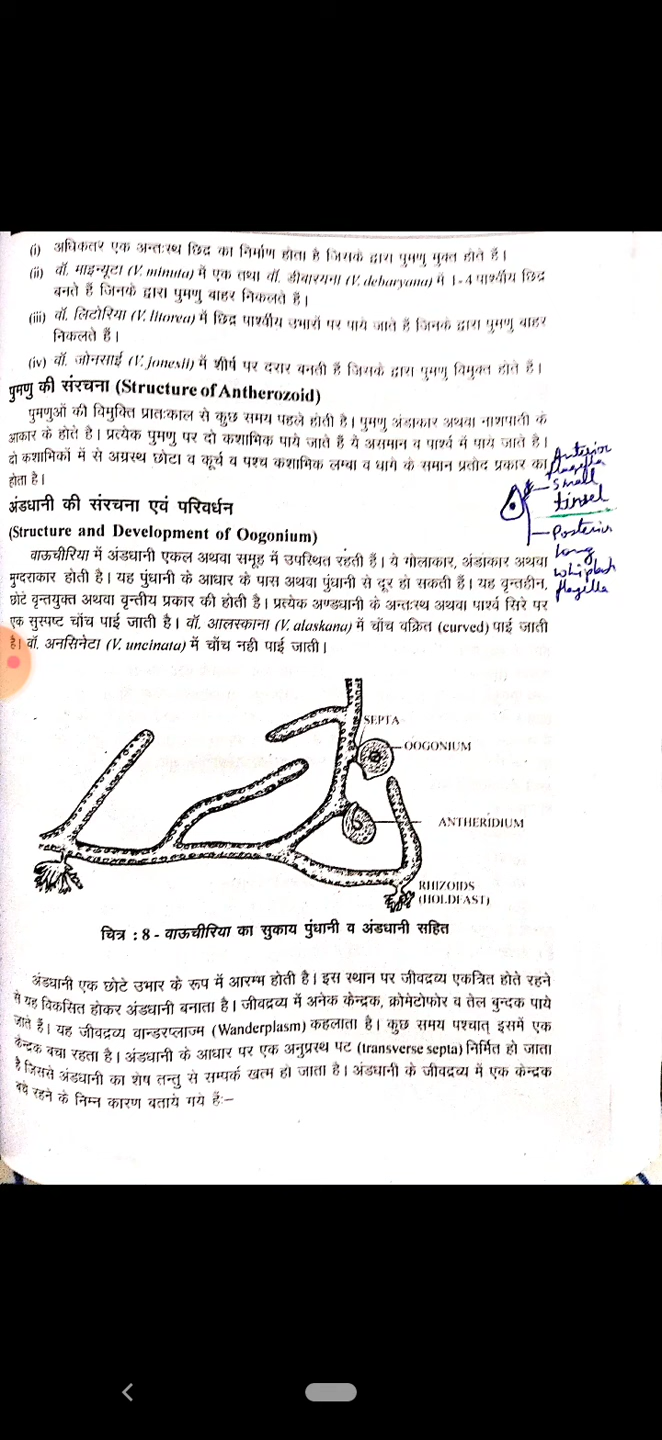 (i) अधिकतर एक अन्तःस्थ छिद्र का निर्माण होता है जिसके द्वारा पुमणु मुक्त होते हैं।
(ii) वॉ. माइन्यूटा (V. minuta) में एक तथा वॉ. डीबारयाना (V. debaryana) में 1-4 पार्श्वीय छिद्र
बनते हैं जिनके द्वारा पुमणु बाहर निकलते हैं।
(iii) वॉ. लिटोरिया (V. litorea) में छिद्र पार्श्वीय उभारों पर पाये जाते हैं जिनके द्वारा पुमणु बाहर
निकलते हैं।
(iv) वॉ. जोनसाई (V. jonesii) में शीर्ष पर दरार बनती हैं जिसके द्वारा पुमणु विमुक्त होते हैं।
पुमणु की संरचना (Structure of Antherozoid)
पुमणुओं की विमुक्ति प्रातःकाल से कुछ समय पहले होती है। पुमणु अंडाकार अथवा नाशपाती के
आकार के होते है। प्रत्येक पुमणु पर दो कशाभिक पाये जाते हैं ये असमान व पार्श्व में पाये जाते है।
दो कशाभिकों में से अग्रस्थ छोटा व कूर्च व पश्च कशाभिक लम्बा व धागे के समान प्रतोद प्रकार का
होता है।
Anterior
flagella
small
tinsel
Posterior
long
whiplash
flagella
अंडधानी की संरचना एवं परिवर्धन
(Structure and Development of Oogonium)
वाऊचीरिया में अंडधानी एकल अथवा समूह में उपस्थित रहती हैं। ये गोलाकार, अंडाकार अथवा
मुग्दराकार होती है। यह पुंधानी के आधार के पास अथवा पुंधानी से दूर हो सकती हैं। यह वृन्तहीन,
छोटे वृन्तयुक्त अथवा वृन्तीय प्रकार की होती है। प्रत्येक अण्डधानी के अन्तःस्थ अथवा पार्श्व सिरे पर
एक सुस्पष्ट चोंच पाई जाती है। वॉ. आलस्काना (V. alaskana) में चोंच वक्रित (curved) पाई जाती
है। वॉ. अनसिनेटा (V. uncinata) में चोंच नही पाई जाती।
SEPTA
OOGONIUM
ANTHERIDIUM
RHIZOIDS
(HOLDFAST)
चित्र : 8 - वाऊचीरिया का सुकाय पुंधानी व अंडधानी सहित
अंडधानी एक छोटे उभार के रूप में आरम्भ होती है। इस स्थान पर जीवद्रव्य एकत्रित होते रहने
से यह विकसित होकर अंडधानी बनाता है। जीवद्रव्य में अनेक केन्द्रक, क्रोमेटोफोर व तेल बुन्दक पाये
जाते हैं। यह जीवद्रव्य वान्डरप्लाज्म (Wanderplasm) कहलाता है। कुछ समय पश्चात् इसमें एक
केन्द्रक बचा रहता है। अंडधानी के आधार पर एक अनुप्रस्थ पट (transverse septa) निर्मित हो जाता
है जिससे अंडधानी का शेष तन्तु से सम्पर्क खत्म हो जाता है। अंडधानी के जीवद्रव्य में एक केन्द्रक
बचे रहने के निम्न कारण बताये गये हैं:–